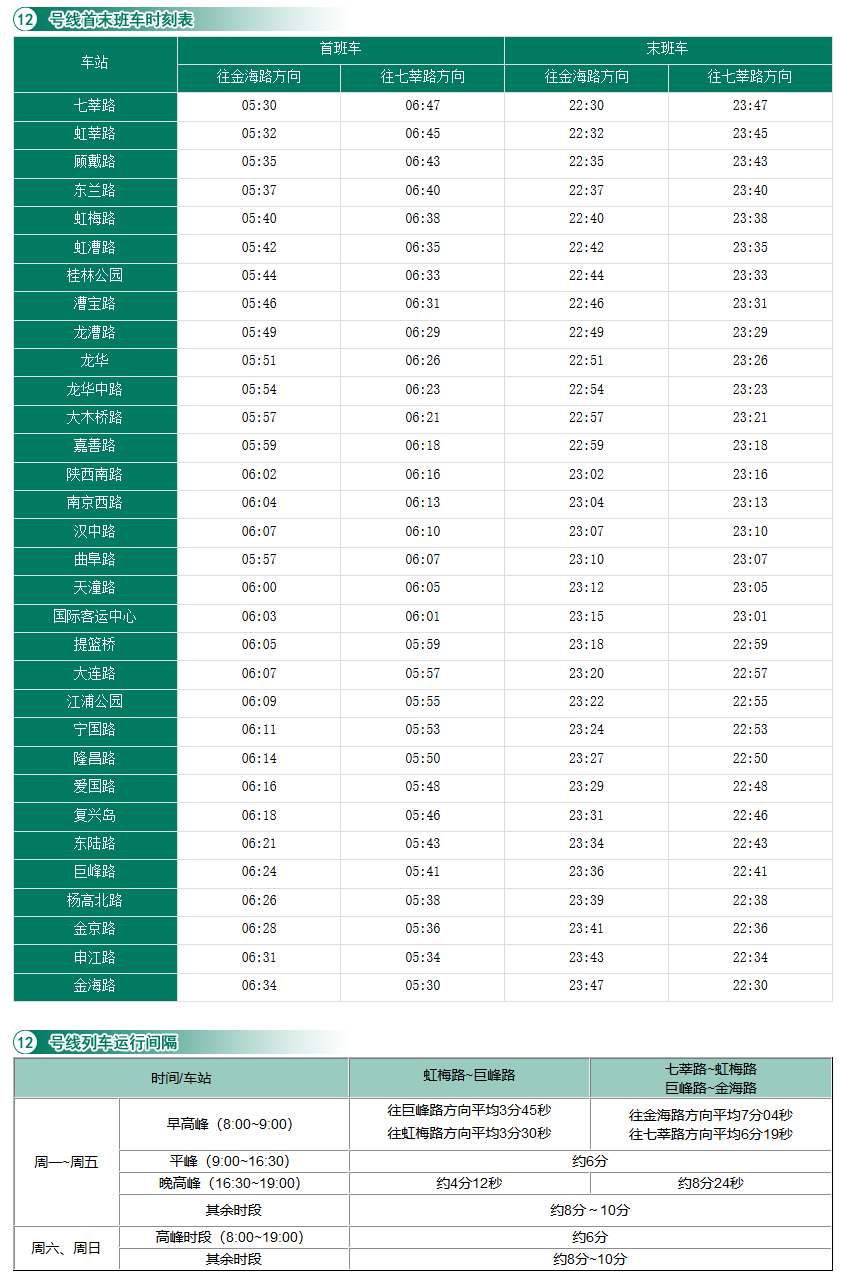 12 号线首末班车时刻表
车站 首班车 末班车
往金海路方向 往七莘路方向 往金海路方向 往七莘路方向
七莘路 05:30 06:47 22:30 23:47
虹莘路 05:32 06:45 22:32 23:45
顾戴路 05:35 06:43 22:35 23:43
东兰路 05:37 06:40 22:37 23:40
虹梅路 05:40 06:38 22:40 23:38
虹漕路 05:42 06:35 22:42 23:35
桂林公园 05:44 06:33 22:44 23:33
漕宝路 05:46 06:31 22:46 23:31
龙漕路 05:49 06:29 22:49 23:29
龙华 05:51 06:26 22:51 23:26
龙华中路 05:54 06:23 22:54 23:23
大木桥路 05:57 06:21 22:57 23:21
嘉善路 05:59 06:18 22:59 23:18
陕西南路 06:02 06:16 23:02 23:16
南京西路 06:04 06:13 23:04 23:13
汉中路 06:07 06:10 23:07 23:10
曲阜路 05:57 06:07 23:10 23:07
天潼路 06:00 06:05 23:12 23:05
国际客运中心 06:03 06:01 23:15 23:01
提篮桥 06:05 05:59 23:18 22:59
大连路 06:07 05:57 23:20 22:57
江浦公园 06:09 05:55 23:22 22:55
宁国路 06:11 05:53 23:24 22:53
隆昌路 06:14 05:50 23:27 22:50
爱国路 06:16 05:48 23:29 22:48
复兴岛 06:18 05:46 23:31 22:46
东陆路 06:21 05:43 23:34 22:43
巨峰路 06:24 05:41 23:36 22:41
杨高北路 06:26 05:38 23:39 22:38
金京路 06:28 05:36 23:41 22:36
申江路 06:31 05:34 23:43 22:34
金海路 06:34 05:30 23:47 22:30
12 号线列车运行间隔
时间/车站 虹梅路~巨峰路 七莘路~虹梅路
巨峰路~金海路
周一~周五 早高峰（8:00~9:00） 往巨峰路方向平均3分45秒 往金海路方向平均7分04秒
往虹梅路方向平均3分30秒 往七莘路方向平均6分19秒
平峰（9:00~16:30） 约6分
晚高峰（16:30~19:00） 约4分12秒 约8分24秒
其余时段 约8分～10分
周六、周日 高峰时段（8:00~19:00） 约6分
其余时段 约8分~10分